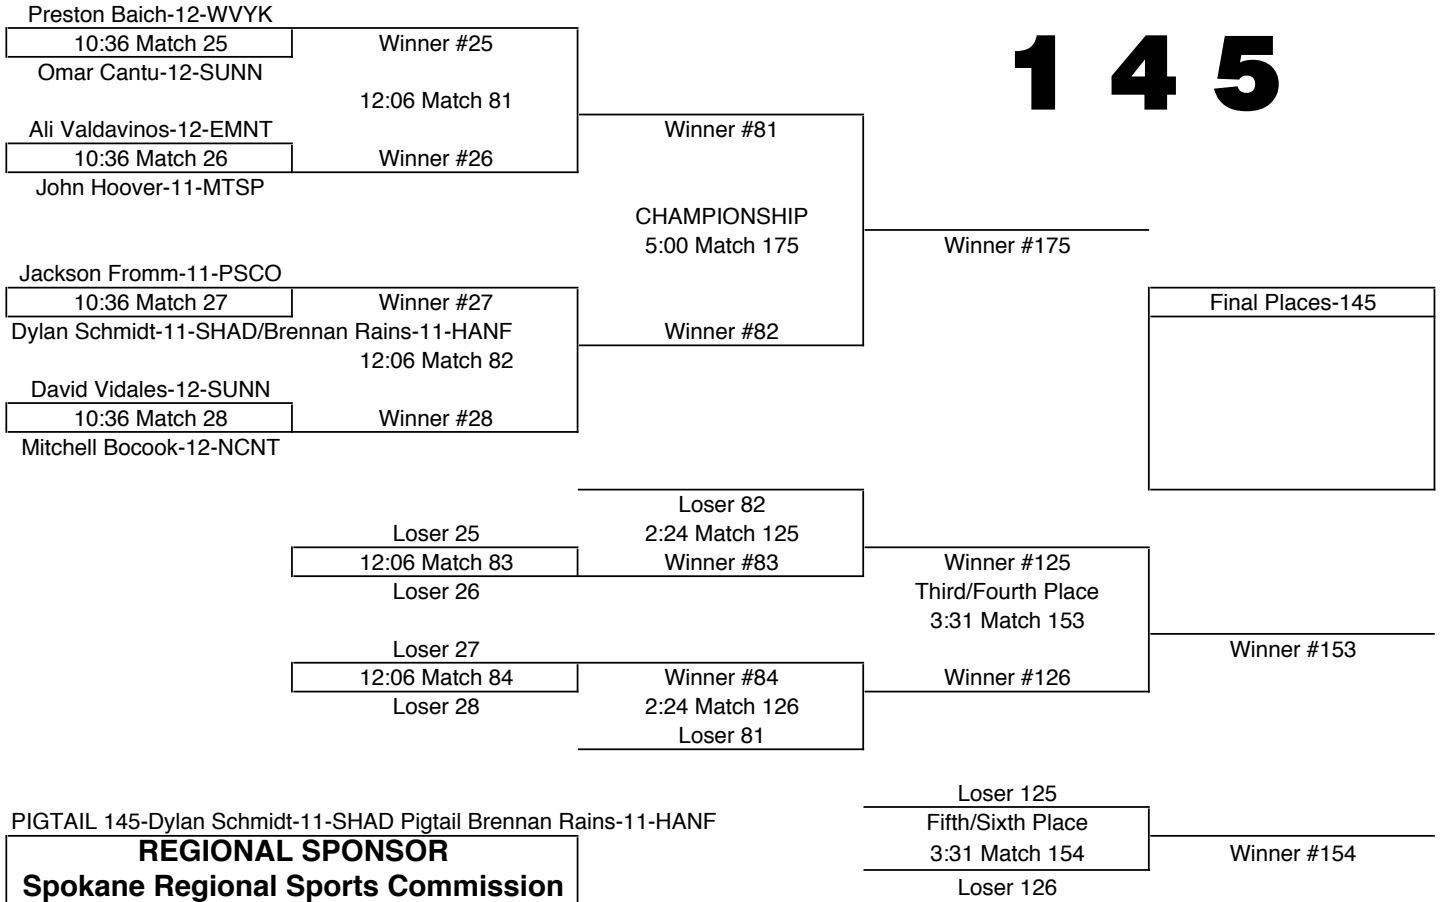 Preston Baich-12-WVYK
10:36 Match 25
Winner #25
Omar Cantu-12-SUNN
12:06 Match 81
Ali Valdavinos-12-EMNT
Winner #81
10:36 Match 26
Winner #26
John Hoover-11-MTSP
1 4 5
CHAMPIONSHIP
5:00 Match 175
Winner #175
Jackson Fromm-11-PSCO
10:36 Match 27
Winner #27
Final Places-145
Dylan Schmidt-11-SHAD/Brennan Rains-11-HANF
Winner #82
12:06 Match 82
David Vidales-12-SUNN
10:36 Match 28
Winner #28
Mitchell Bocook-12-NCNT
Loser 82
Loser 25
2:24 Match 125
12:06 Match 83
Winner #83
Winner #125
Loser 26
Third/Fourth Place
3:31 Match 153
Loser 27
Winner #153
12:06 Match 84
Winner #84
Winner #126
Loser 28
2:24 Match 126
Loser 81
Loser 125
PIGTAIL 145-Dylan Schmidt-11-SHAD Pigtail Brennan Rains-11-HANF
Fifth/Sixth Place
REGIONAL SPONSOR
3:31 Match 154
Winner #154
Spokane Regional Sports Commission
Loser 126